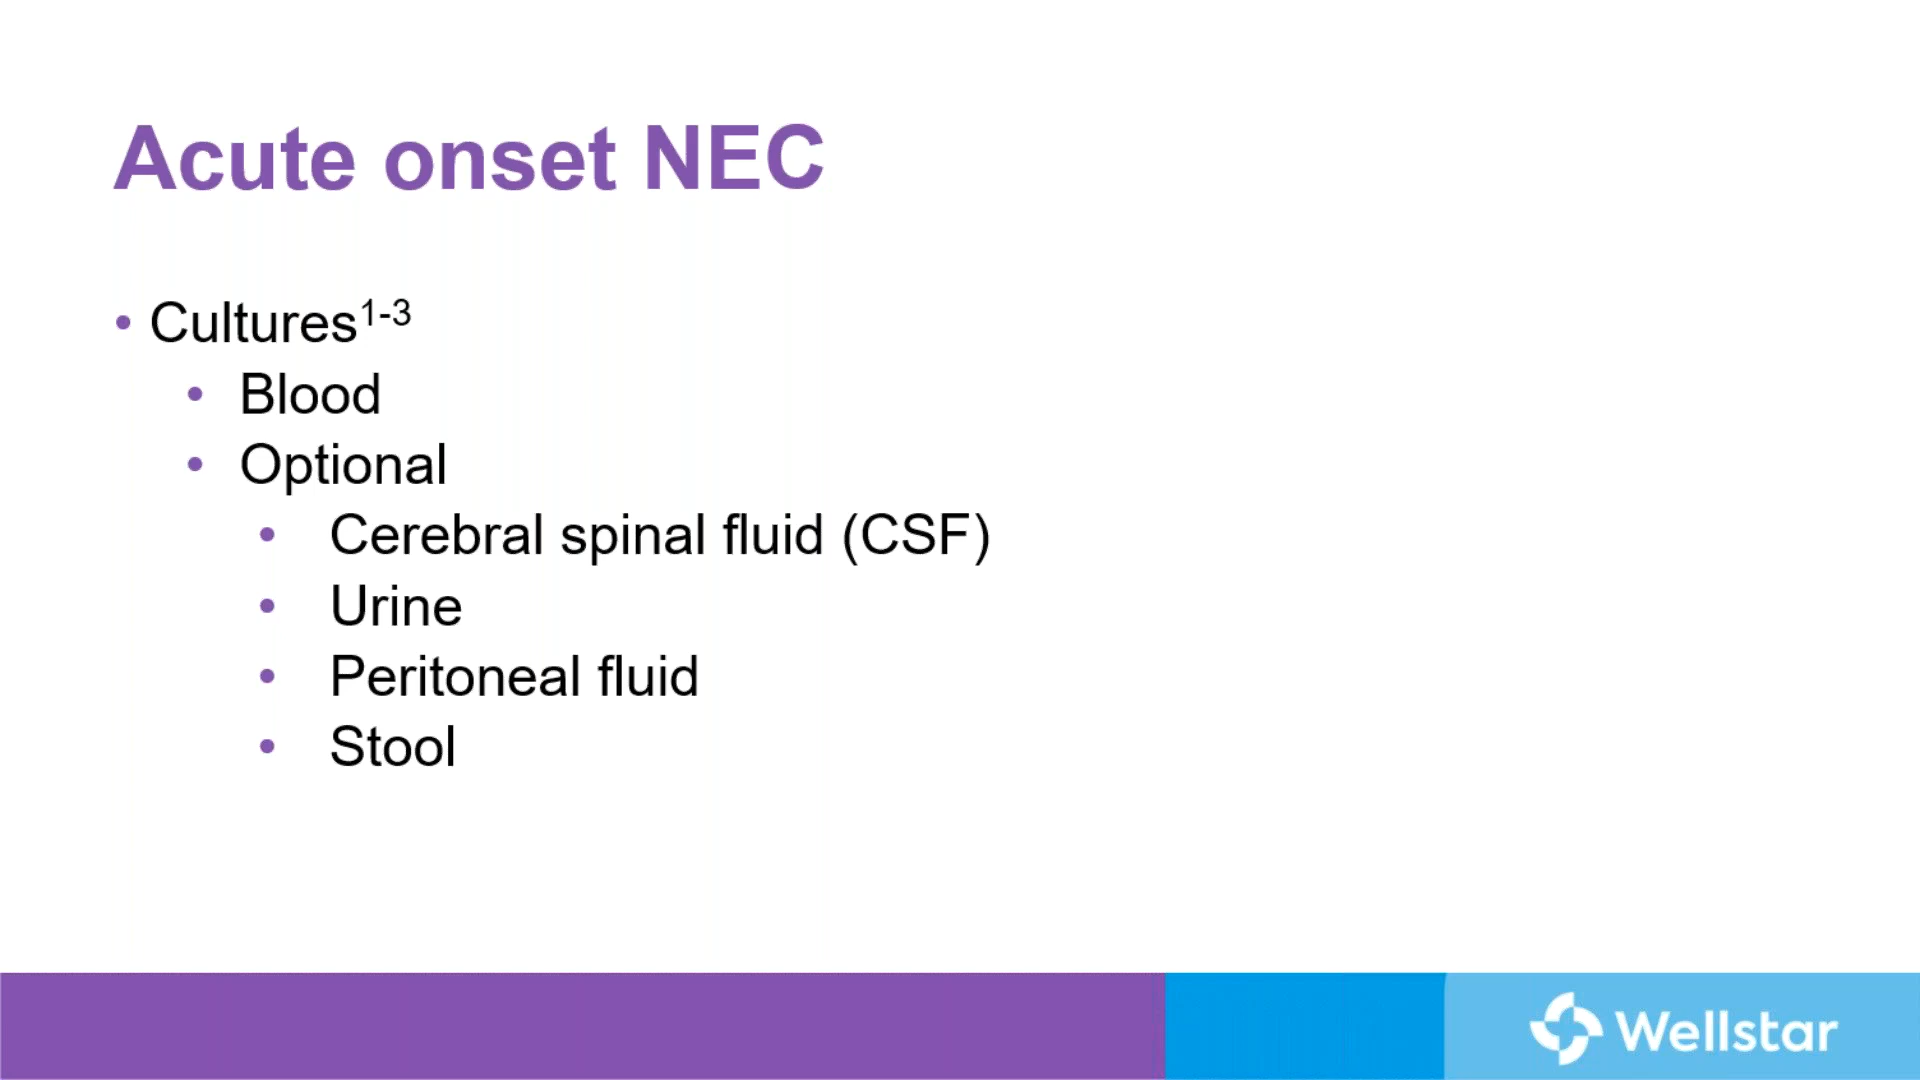 Acute onset NEC
• Cultures1-3
• Blood
• Optional
• Cerebral spinal fluid (CSF)
• Urine
• Peritoneal fluid
• Stool
Wellstar